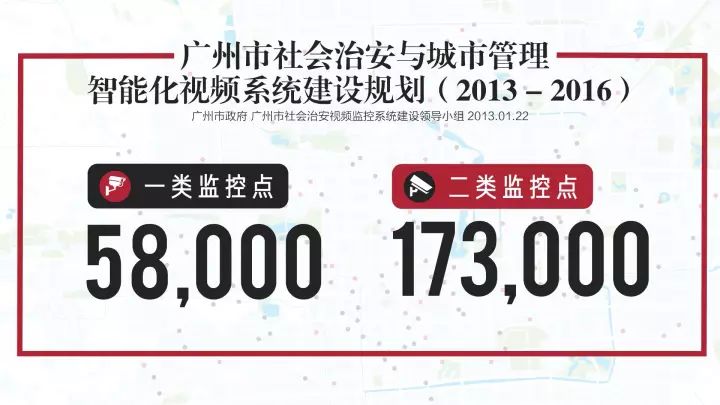 广州市社会治安与城市管理
智能化视频系统建设规划（2013 – 2016）
广州市政府 广州市社会治安视频监控系统建设领导小组 2013.01.22
一类监控点
二类监控点
58,000
173,000